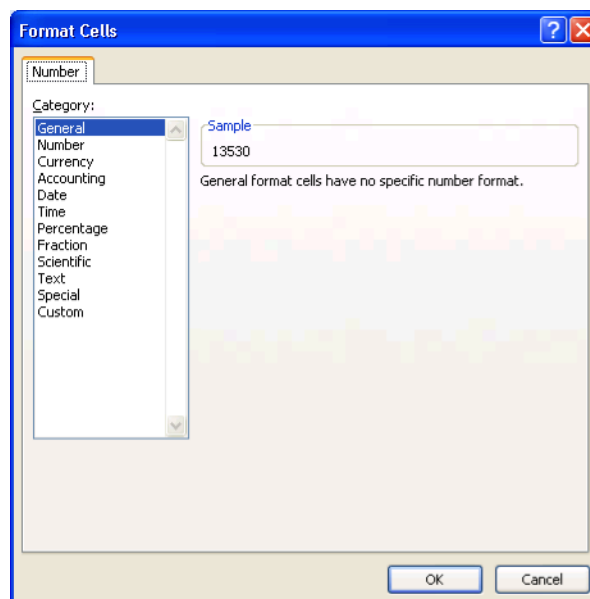 Format Cells
Number
Category:
General
Number
Currency
Accounting
Date
Time
Percentage
Fraction
Scientific
Text
Special
Custom
Sample
13530
General format cells have no specific number format.
OK
Cancel